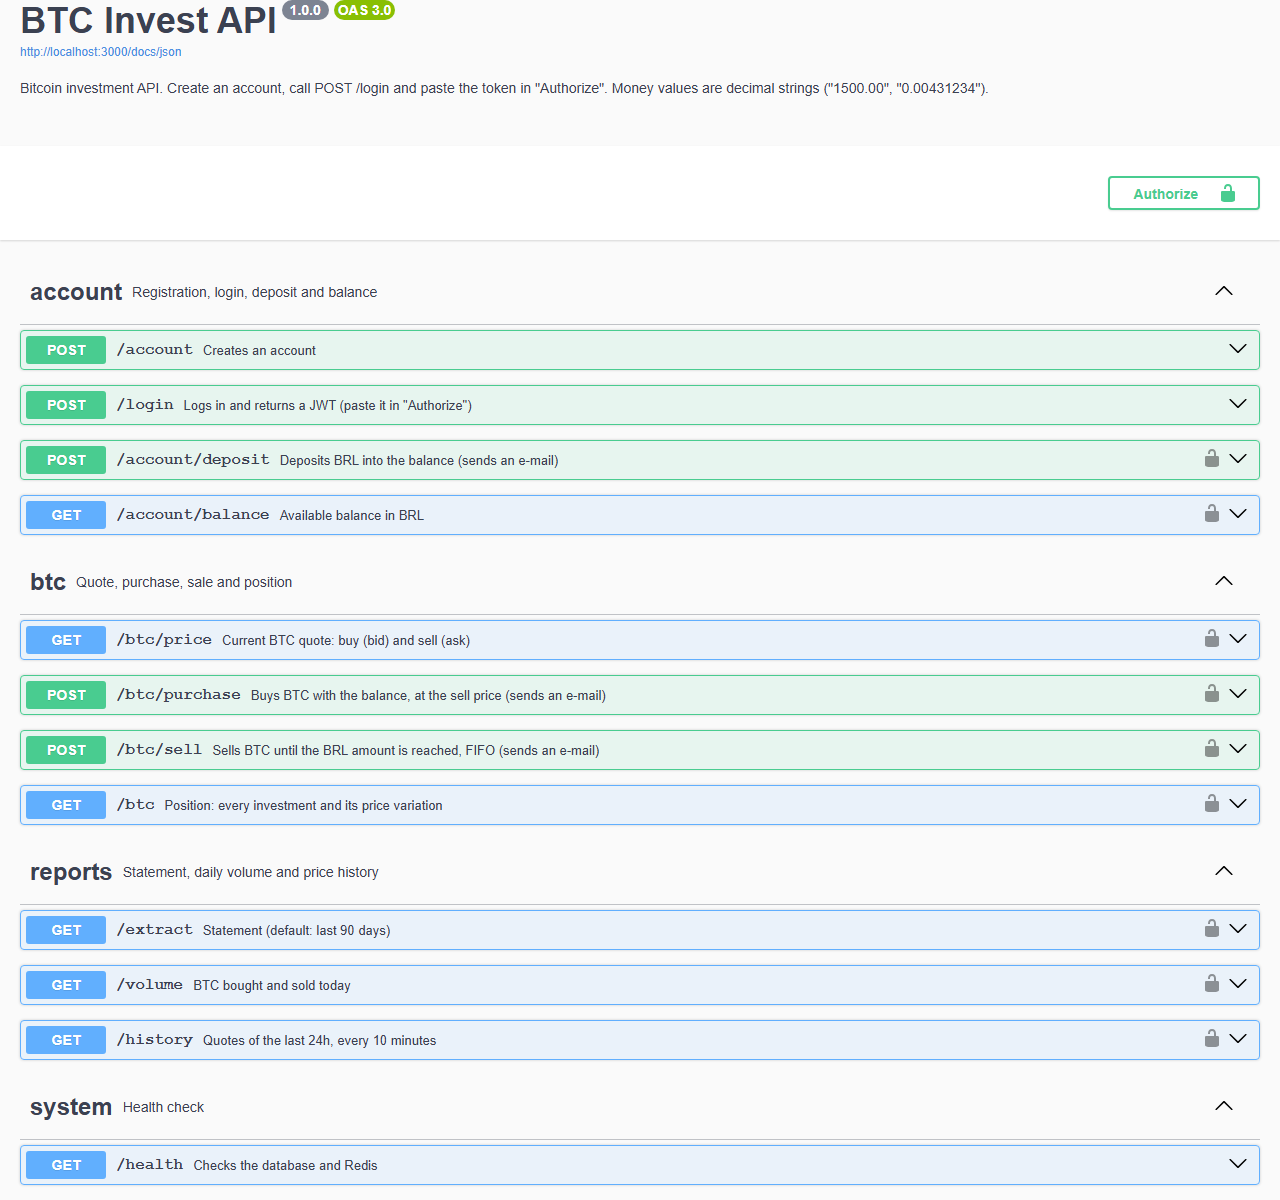 BTC Invest API 1.0.0 OAS 3.0
http://localhost:3000/docs/json
Bitcoin investment API. Create an account, call POST /login and paste the token in "Authorize". Money values are decimal strings ("1500.00", "0.00431234").
Authorize
account Registration, login, deposit and balance
POST /account Creates an account
POST /login Logs in and returns a JWT (paste it in "Authorize")
POST /account/deposit Deposits BRL into the balance (sends an e-mail)
GET /account/balance Available balance in BRL
btc Quote, purchase, sale and position
GET /btc/price Current BTC quote: buy (bid) and sell (ask)
POST /btc/purchase Buys BTC with the balance, at the sell price (sends an e-mail)
POST /btc/sell Sells BTC until the BRL amount is reached, FIFO (sends an e-mail)
GET /btc Position: every investment and its price variation
reports Statement, daily volume and price history
GET /extract Statement (default: last 90 days)
GET /volume BTC bought and sold today
GET /history Quotes of the last 24h, every 10 minutes
system Health check
GET /health Checks the database and Redis